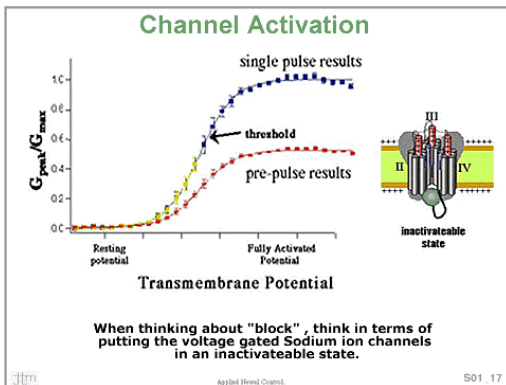 Channel Activation
single pulse results
Gpeak/Gmax
1.0
0.8
0.6
0.4
0.2
0.0
threshold
pre-pulse results
Resting
potential
Fully Activated
Potential
Transmembrane Potential
III
II
IV
++++
++++
++++
++++
inactivateable
state
When thinking about "block" , think in terms of
putting the voltage gated Sodium ion channels
in an inactivateable state.
Applied Neural Control.
S01_17